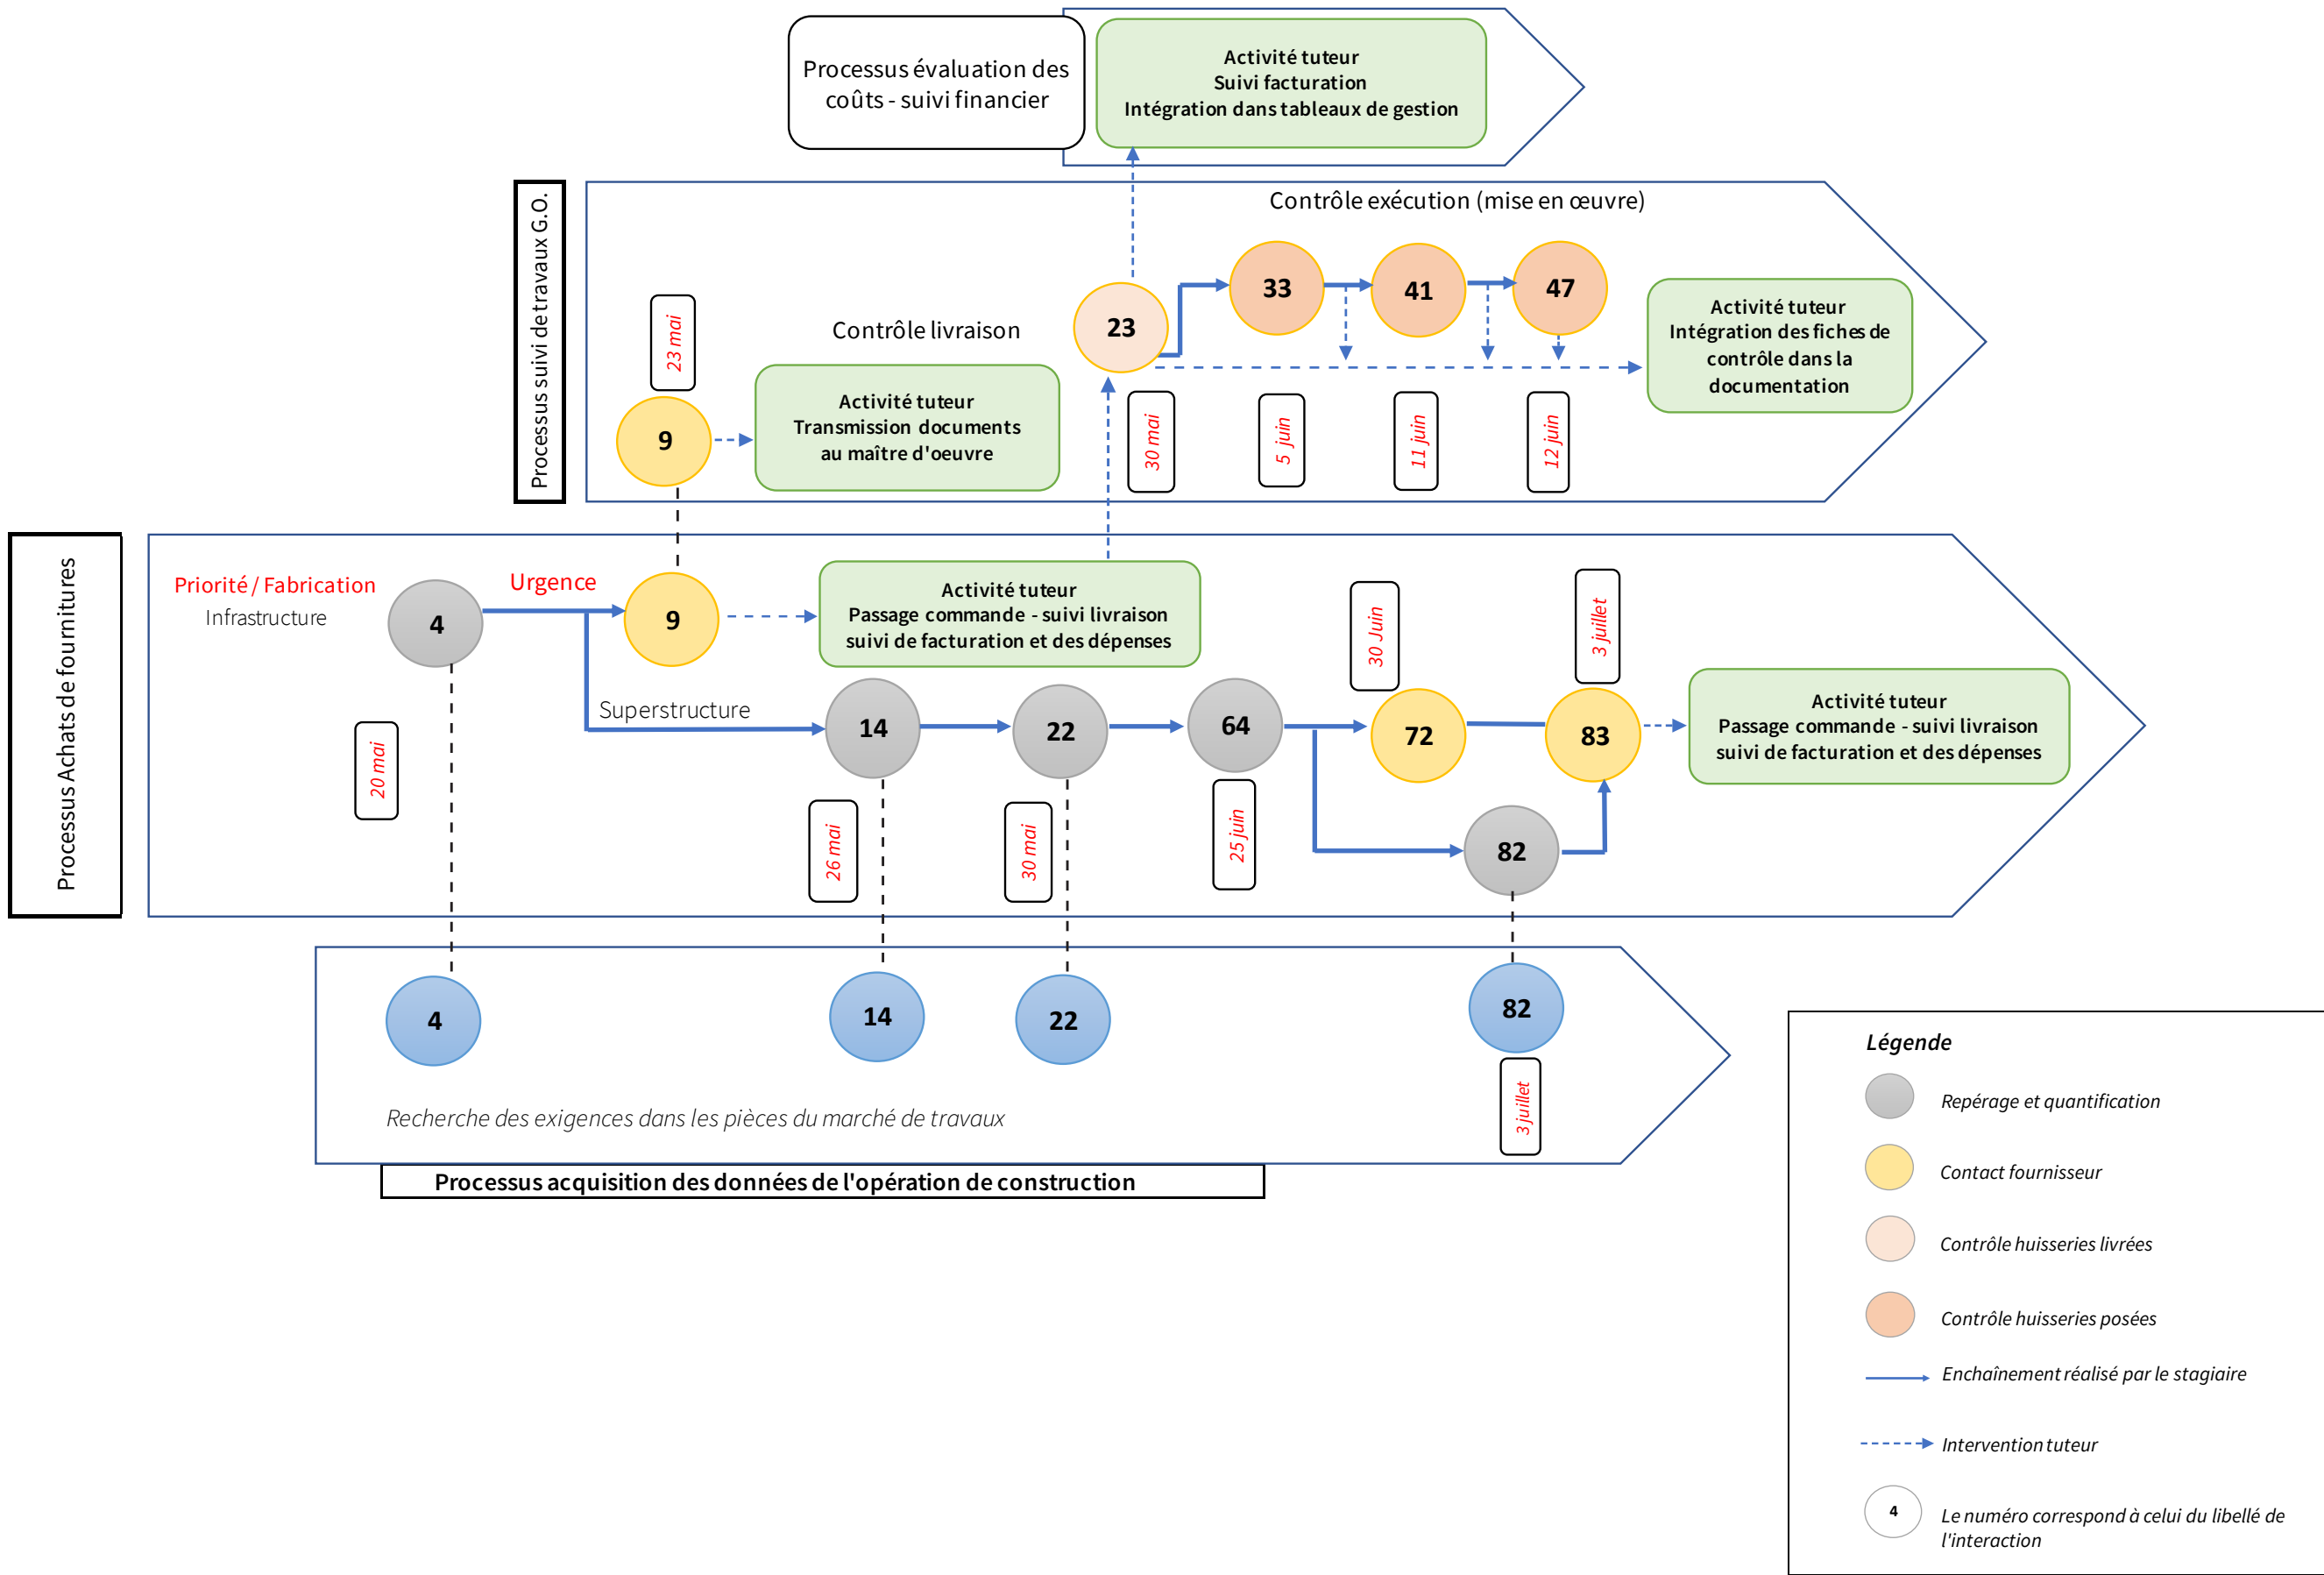 Processus évaluation des
coûts - suivi financier
Activité tuteur
Suivi facturation
Intégration dans tableaux de gestion
Processus suivi de travaux G.O.
Contrôle exécution (mise en œuvre)
33
41
47
23
Contrôle livraison
23 mai
9
Activité tuteur
Transmission documents
au maître d'oeuvre
Activité tuteur
Intégration des fiches de
contrôle dans la
documentation
30 mai
5 juin
11 juin
12 juin
Processus Achats de fournitures
Priorité / Fabrication
Infrastructure
4
Urgence
9
Activité tuteur
Passage commande - suivi livraison
suivi de facturation et des dépenses
30 Juin
3 juillet
Superstructure
14
22
64
72
83
Activité tuteur
Passage commande - suivi livraison
suivi de facturation et des dépenses
20 mai
26 mai
30 mai
25 juin
82
4
14
22
82
3 juillet
Recherche des exigences dans les pièces du marché de travaux
Processus acquisition des données de l'opération de construction
Légende
Repérage et quantification
Contact fournisseur
Contrôle huisseries livrées
Contrôle huisseries posées
Enchaînement réalisé par le stagiaire
Intervention tuteur
4
Le numéro correspond à celui du libellé de
l'interaction